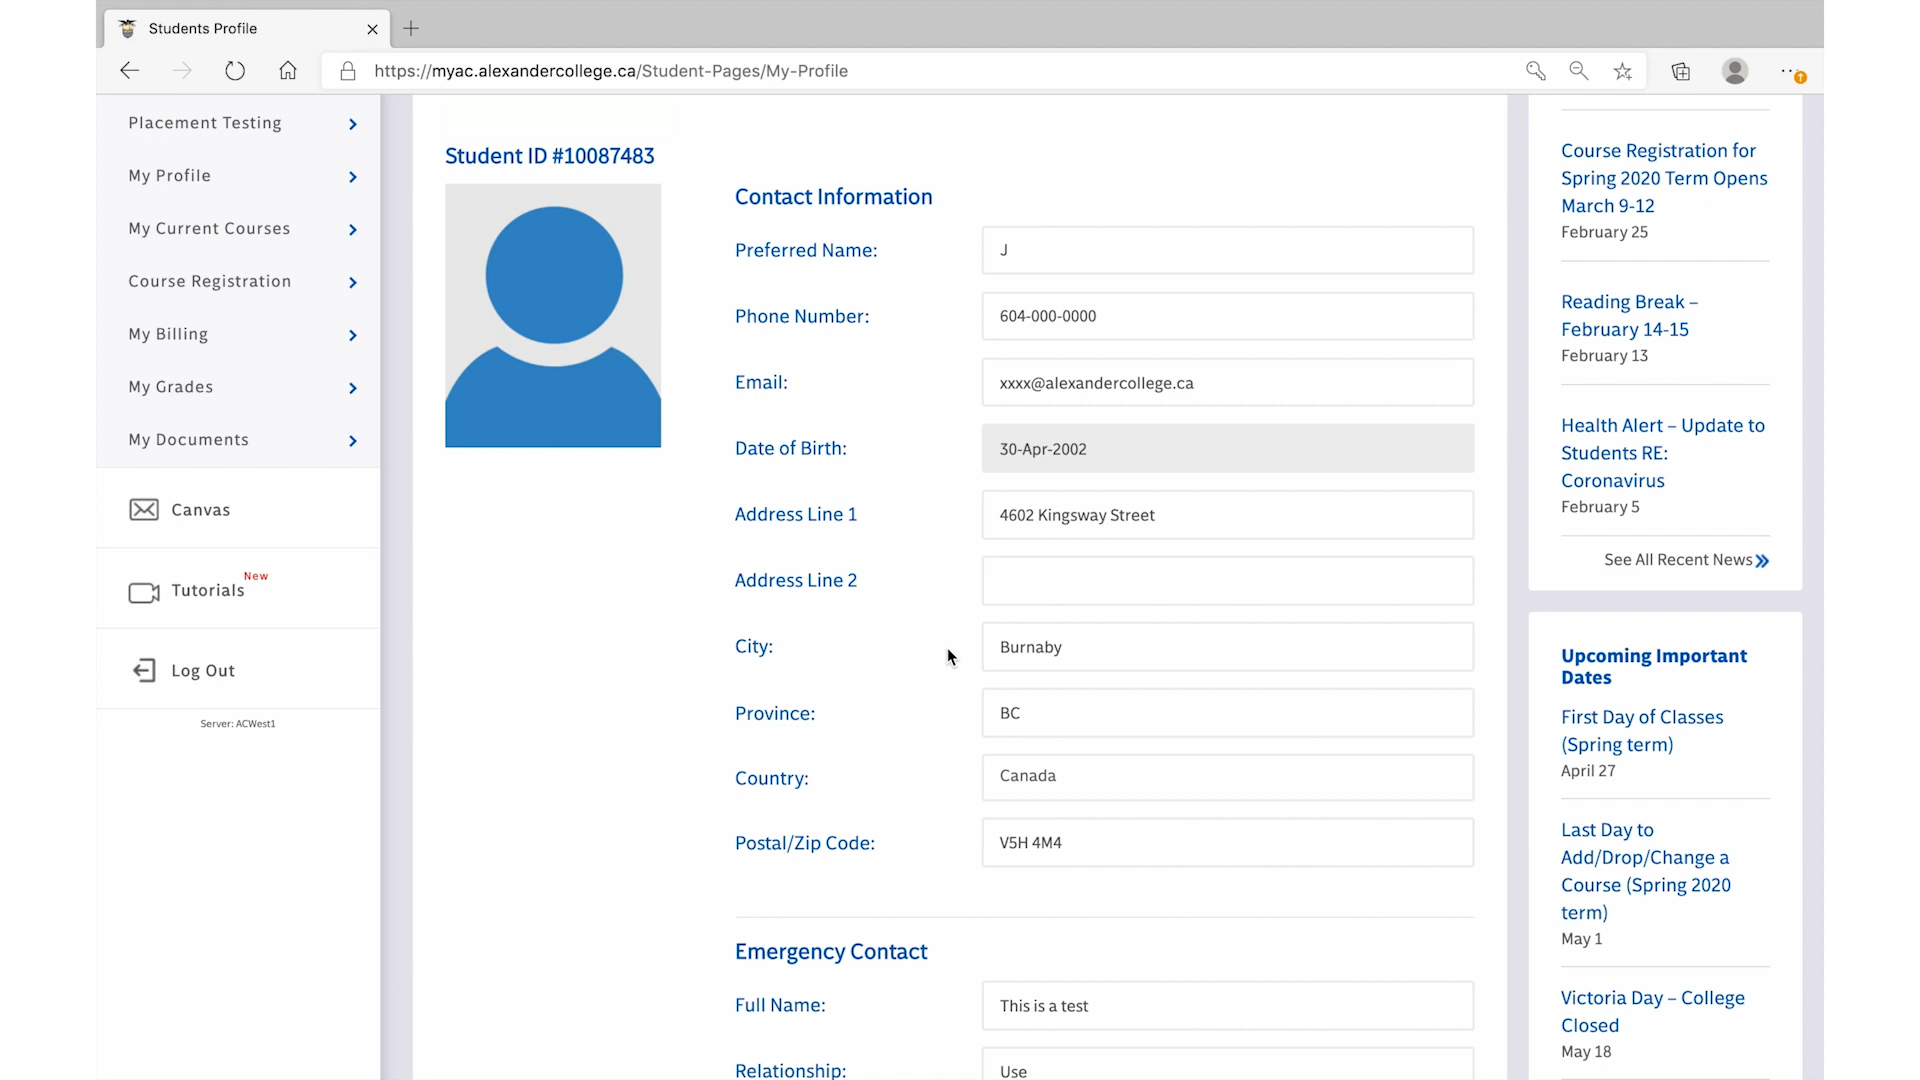 Students Profile
https://myac.alexandercollege.ca/Student-Pages/My-Profile
Placement Testing
My Profile
My Current Courses
Course Registration
My Billing
My Grades
My Documents
Canvas
Tutorials New
Log Out
Server: ACWest1
Student ID #10087483
Contact Information
Preferred Name: J
Phone Number: 604-000-0000
Email: xxxx@alexandercollege.ca
Date of Birth: 30-Apr-2002
Address Line 1 4602 Kingsway Street
Address Line 2
City: Burnaby
Province: BC
Country: Canada
Postal/Zip Code: V5H 4M4
Emergency Contact
Full Name: This is a test
Relationship: Use
Course Registration for
Spring 2020 Term Opens
March 9-12
February 25
Reading Break –
February 14-15
February 13
Health Alert – Update to
Students RE:
Coronavirus
February 5
See All Recent News
Upcoming Important
Dates
First Day of Classes
(Spring term)
April 27
Last Day to
Add/Drop/Change a
Course (Spring 2020
term)
May 1
Victoria Day – College
Closed
May 18